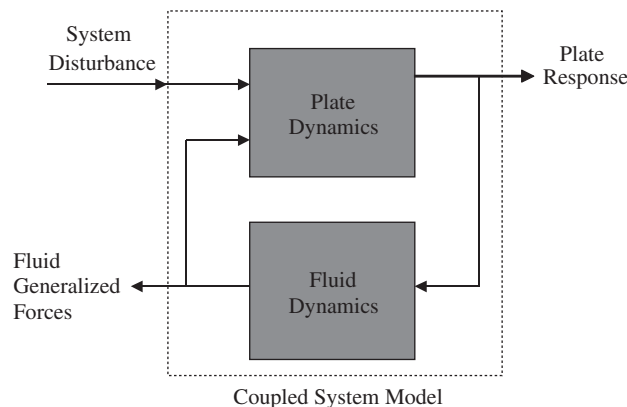 System
Disturbance
Plate
Response
Plate
Dynamics
Fluid
Generalized
Forces
Fluid
Dynamics
Coupled System Model